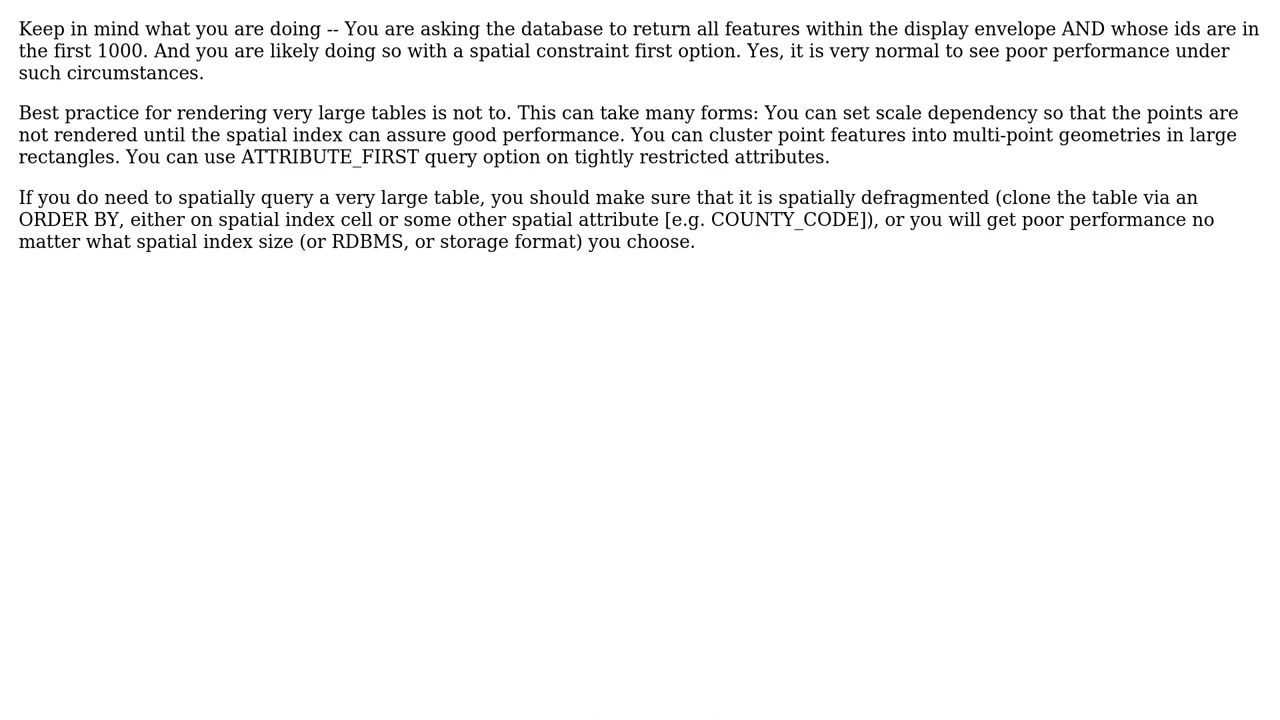 Keep in mind what you are doing -- You are asking the database to return all features within the display envelope AND whose ids are in
the first 1000. And you are likely doing so with a spatial constraint first option. Yes, it is very normal to see poor performance under
such circumstances.
Best practice for rendering very large tables is not to. This can take many forms: You can set scale dependency so that the points are
not rendered until the spatial index can assure good performance. You can cluster point features into multi-point geometries in large
rectangles. You can use ATTRIBUTE_FIRST query option on tightly restricted attributes.
If you do need to spatially query a very large table, you should make sure that it is spatially defragmented (clone the table via an
ORDER BY, either on spatial index cell or some other spatial attribute [e.g. COUNTY_CODE]), or you will get poor performance no
matter what spatial index size (or RDBMS, or storage format) you choose.